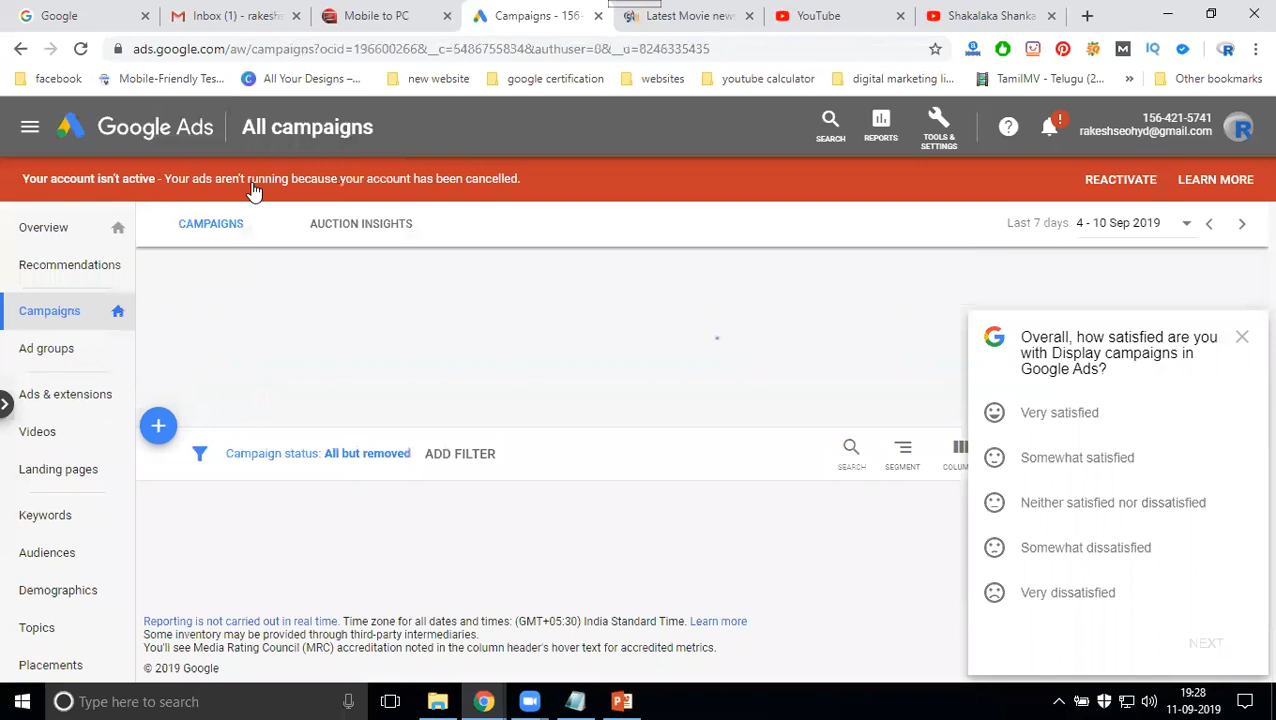 Google
Inbox (1) - rakesh
Mobile to PC
Campaigns - 156-
Latest Movie new
YouTube
Shakalaka Shanka
ads.google.com/aw/campaigns?ocid=196600266&__c=5486755834&authuser=0&__u=8246335435
facebook
Mobile-Friendly Tes...
All Your Designs –...
new website
google certification
websites
youtube calculator
digital marketing li...
TamilMV - Telugu (2...
Other bookmarks
Google Ads
All campaigns
SEARCH
REPORTS
TOOLS &
SETTINGS
156-421-5741
rakeshseohyd@gmail.com
Your account isn't active - Your ads aren't running because your account has been cancelled.
REACTIVATE
LEARN MORE
Overview
Recommendations
Campaigns
Ad groups
Ads & extensions
Videos
Landing pages
Keywords
Audiences
Demographics
Topics
Placements
CAMPAIGNS
AUCTION INSIGHTS
Last 7 days
4 - 10 Sep 2019
Campaign status: All but removed
ADD FILTER
SEARCH
SEGMENT
COLUM
Overall, how satisfied are you
with Display campaigns in
Google Ads?
Very satisfied
Somewhat satisfied
Neither satisfied nor dissatisfied
Somewhat dissatisfied
Very dissatisfied
NEXT
Reporting is not carried out in real time. Time zone for all dates and times: (GMT+05:30) India Standard Time. Learn more
Some inventory may be provided through third-party intermediaries.
You'll see Media Rating Council (MRC) accreditation noted in the column header's hover text for accredited metrics.
© 2019 Google
Type here to search
19:28
11-09-2019